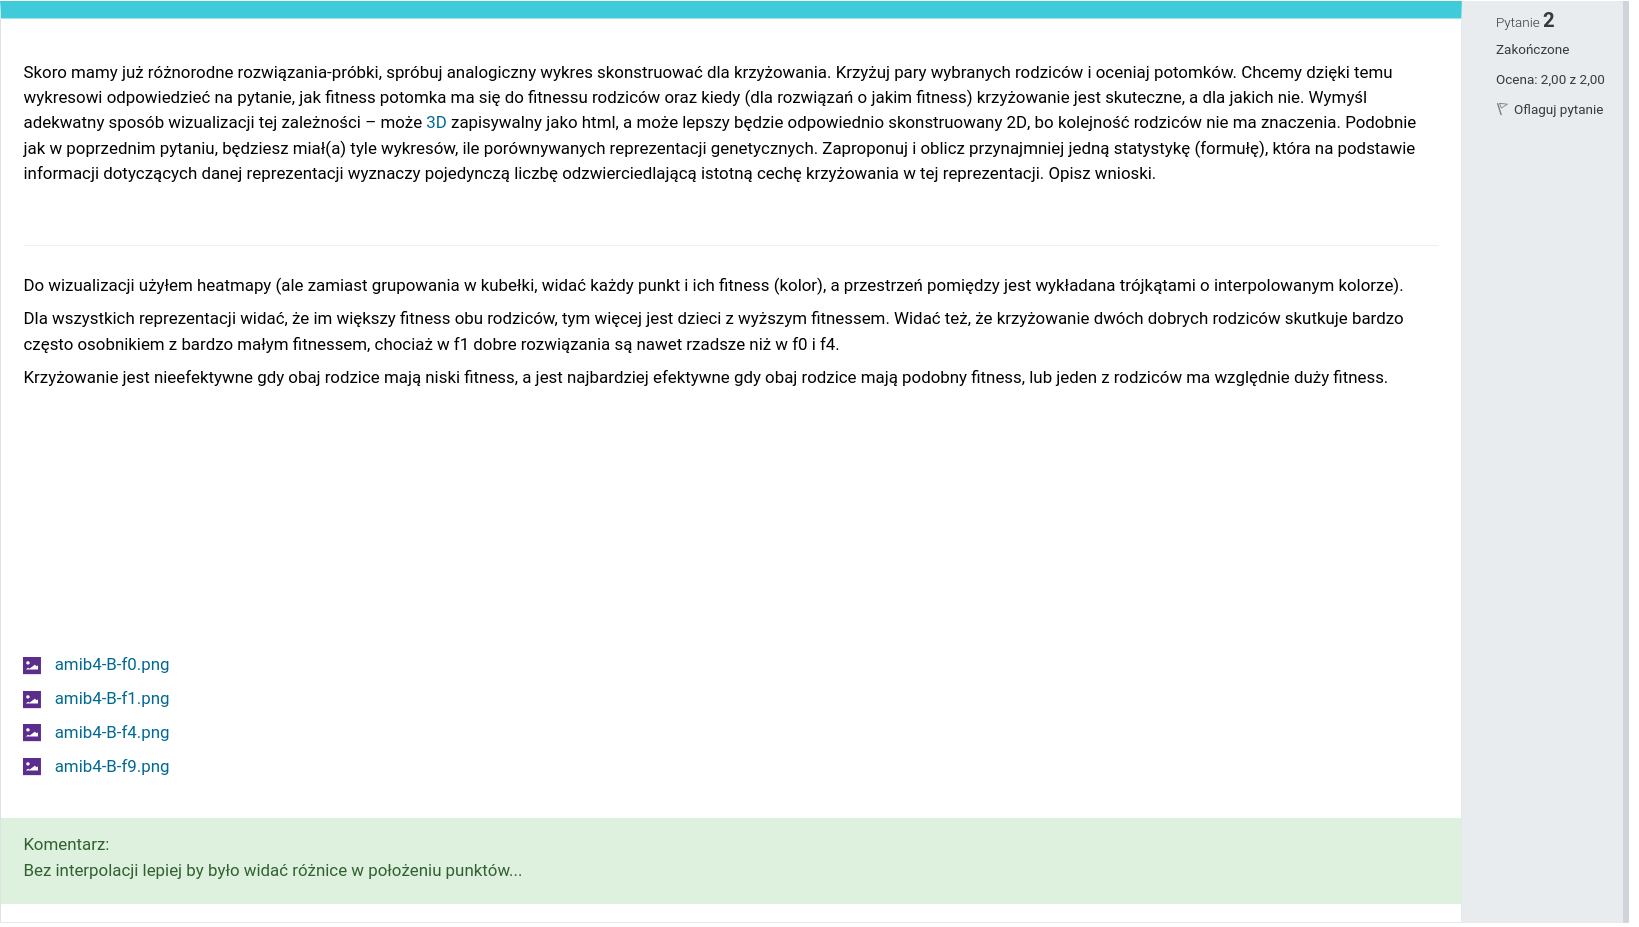 Skoro mamy już różnorodne rozwiązania-próbki, spróbuj analogiczny wykres skonstruować dla krzyżowania. Krzyżuj pary wybranych rodziców i oceniaj potomków. Chcemy dzięki temu
wykresowi odpowiedzieć na pytanie, jak fitness potomka ma się do fitnessu rodziców oraz kiedy (dla rozwiązań o jakim fitness) krzyżowanie jest skuteczne, a dla jakich nie. Wymyśl
adekwatny sposób wizualizacji tej zależności – może 3D zapisywalny jako html, a może lepszy będzie odpowiednio skonstruowany 2D, bo kolejność rodziców nie ma znaczenia. Podobnie
jak w poprzednim pytaniu, będziesz miał(a) tyle wykresów, ile porównywanych reprezentacji genetycznych. Zaproponuj i oblicz przynajmniej jedną statystykę (formułę), która na podstawie
informacji dotyczących danej reprezentacji wyznaczy pojedynczą liczbę odzwierciedlającą istotną cechę krzyżowania w tej reprezentacji. Opisz wnioski.
Do wizualizacji użyłem heatmapy (ale zamiast grupowania w kubełki, widać każdy punkt i ich fitness (kolor), a przestrzeń pomiędzy jest wykładana trójkątami o interpolowanym kolorze).
Dla wszystkich reprezentacji widać, że im większy fitness obu rodziców, tym więcej jest dzieci z wyższym fitnessem. Widać też, że krzyżowanie dwóch dobrych rodziców skutkuje bardzo
często osobnikiem z bardzo małym fitnessem, chociaż w f1 dobre rozwiązania są nawet rzadsze niż w f0 i f4.
Krzyżowanie jest nieefektywne gdy obaj rodzice mają niski fitness, a jest najbardziej efektywne gdy obaj rodzice mają podobny fitness, lub jeden z rodziców ma względnie duży fitness.
amib4-B-f0.png
amib4-B-f1.png
amib4-B-f4.png
amib4-B-f9.png
Komentarz:
Bez interpolacji lepiej by było widać różnice w położeniu punktów...
Pytanie 2
Zakończone
Ocena: 2,00 z 2,00
Oflaguj pytanie